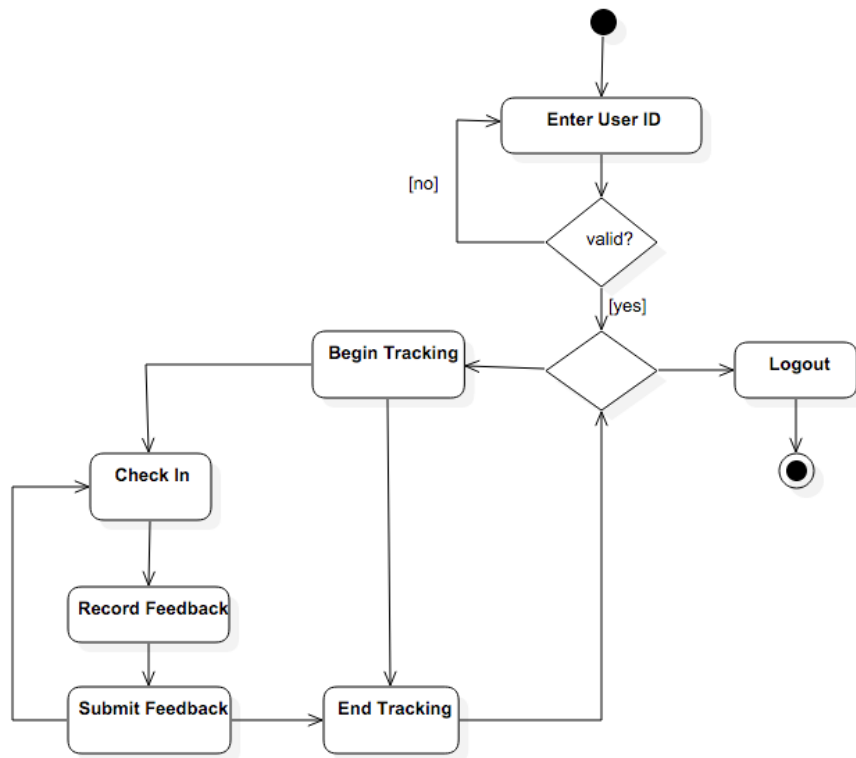 Enter User ID
[no]
valid?
[yes]
Begin Tracking
Logout
Check In
Record Feedback
Submit Feedback
End Tracking